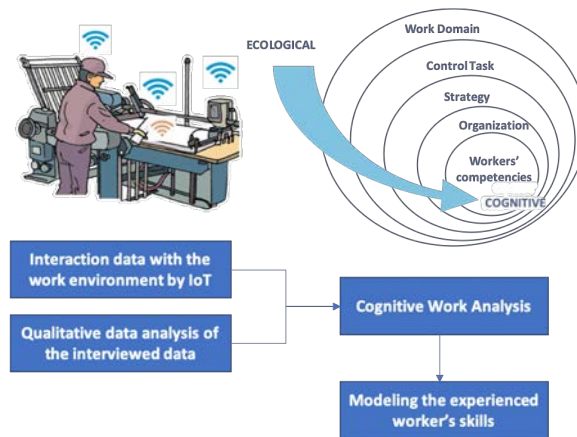 ECOLOGICAL
Work Domain
Control Task
Strategy
Organization
Workers'
competencies
COGNITIVE
Interaction data with the
work environment by IoT
Qualitative data analysis of
the interviewed data
Cognitive Work Analysis
Modeling the experienced
worker's skills